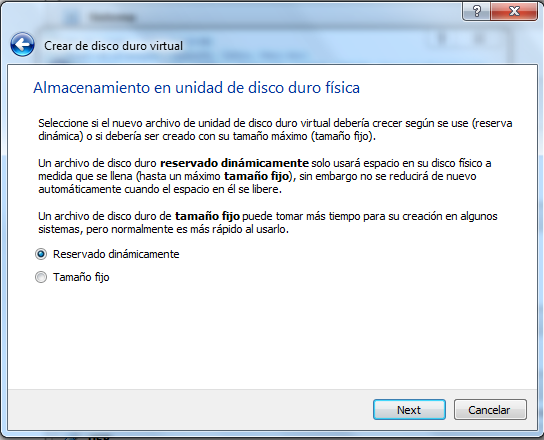 Crear de disco duro virtual
Almacenamiento en unidad de disco duro física
Seleccione si el nuevo archivo de unidad de disco duro virtual debería crecer según se use (reserva
dinámica) o si debería ser creado con su tamaño máximo (tamaño fijo).
Un archivo de disco duro reservado dinámicamente solo usará espacio en su disco físico a
medida que se llena (hasta un máximo tamaño fijo), sin embargo no se reducirá de nuevo
automáticamente cuando el espacio en él se libere.
Un archivo de disco duro de tamaño fijo puede tomar más tiempo para su creación en algunos
sistemas, pero normalmente es más rápido al usarlo.
Reservado dinámicamente
Tamaño fijo
Next
Cancelar